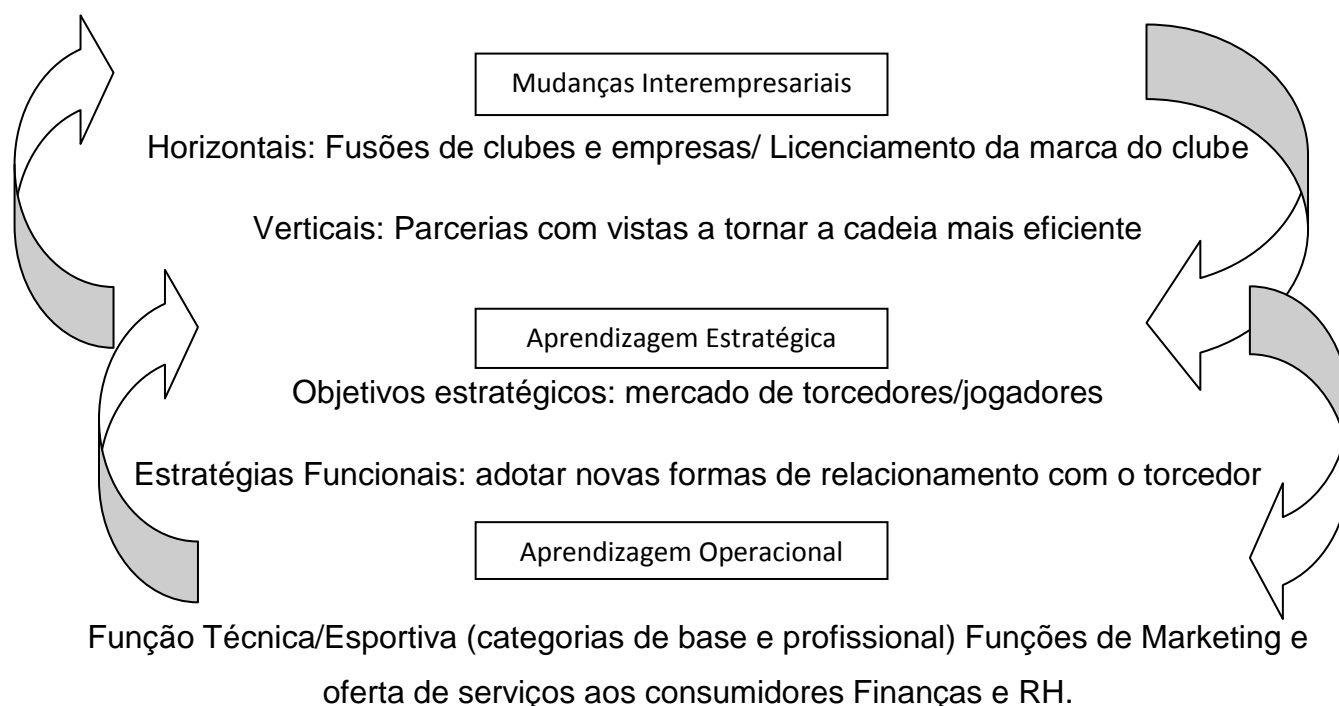 Mudanças Interempresariais
Horizontais: Fusões de clubes e empresas/ Licenciamento da marca do clube
Verticais: Parcerias com vistas a tornar a cadeia mais eficiente
Aprendizagem Estratégica
Objetivos estratégicos: mercado de torcedores/jogadores
Estratégias Funcionais: adotar novas formas de relacionamento com o torcedor
Aprendizagem Operacional
Função Técnica/Esportiva (categorias de base e profissional) Funções de Marketing e
oferta de serviços aos consumidores Finanças e RH.